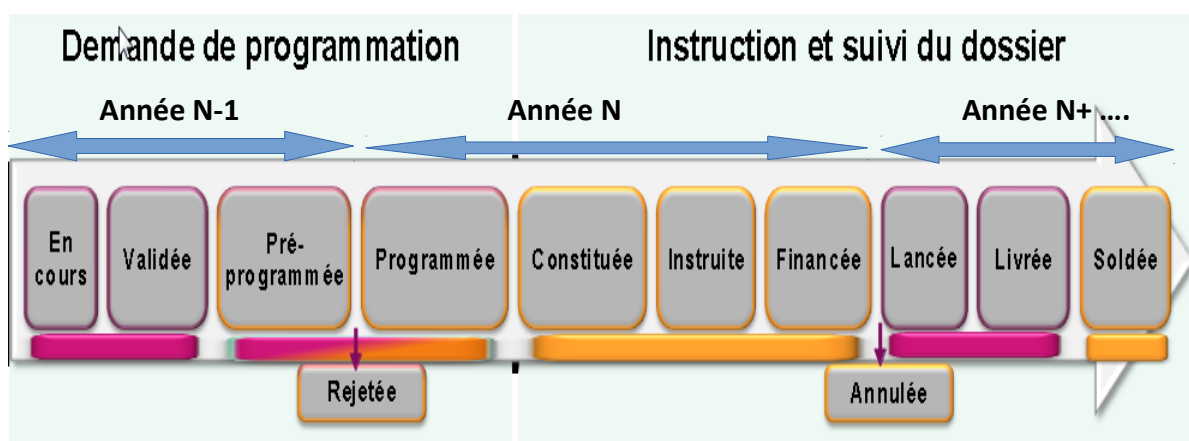 Demande de programmation
Instruction et suivi du dossier
Année N-1
Année N
Année N+ ....
En
cours
Validée
Pré-
programmée
Programmée
Constituée
Instruite
Financée
Lancée
Livrée
Soldée
Rejetée
Annulée